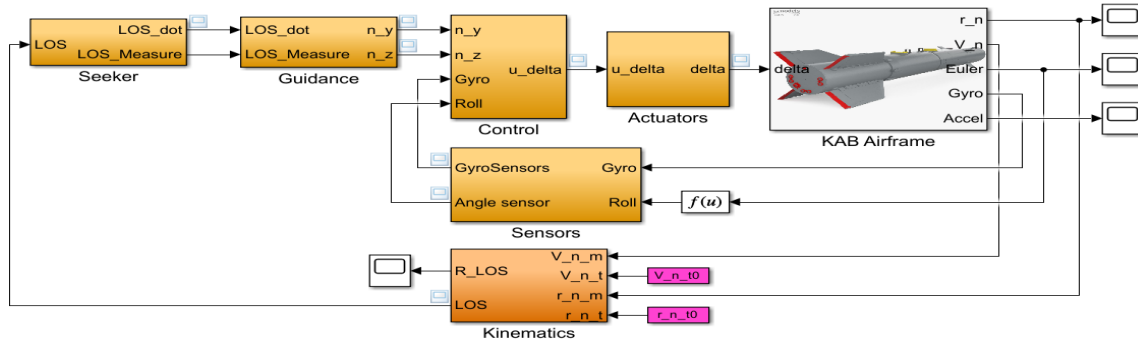 LOS
LOS_dot
LOS_Measure
Seeker
LOS_dot
LOS_Measure
n_y
n_z
Guidance
n_y
n_z
Gyro
Roll
u_delta
Control
u_delta
delta
Actuators
delta
r_n
V_n
Euler
Gyro
Accel
KAB Airframe
GyroSensors
Gyro
Angle sensor
Roll
Sensors
f(u)
R_LOS
LOS
V_n_m
V_n_t
r_n_m
r_n_t
Kinematics
V_n_t0
r_n_t0